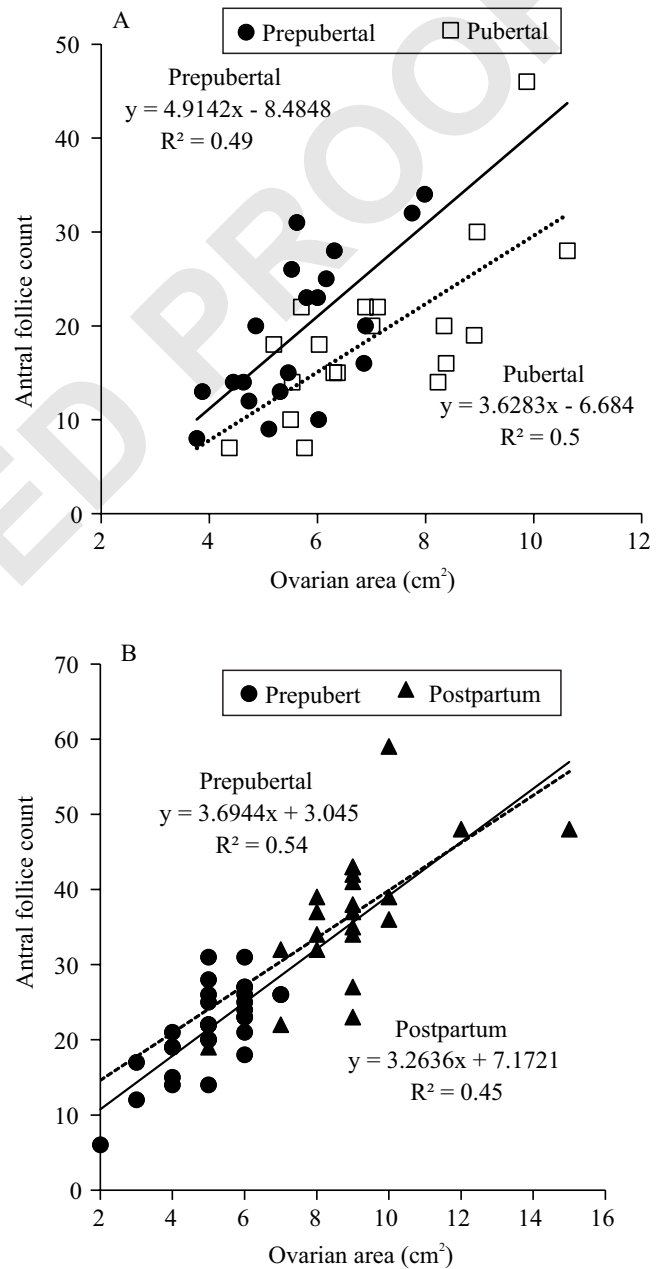 A
Prepubertal Pubertal
Prepubertal
y = 4.9142x - 8.4848
R² = 0.49
Pubertal
y = 3.6283x - 6.684
R² = 0.5
Antral follice count
50
40
30
20
10
0
2 4 6 8 10 12
Ovarian area (cm²)
B
Prepubert Postpartum
Prepubertal
y = 3.6944x + 3.045
R² = 0.54
Postpartum
y = 3.2636x + 7.1721
R² = 0.45
Antral follice count
70
60
50
40
30
20
10
0
2 4 6 8 10 12 14 16
Ovarian area (cm²)
ED PROOF